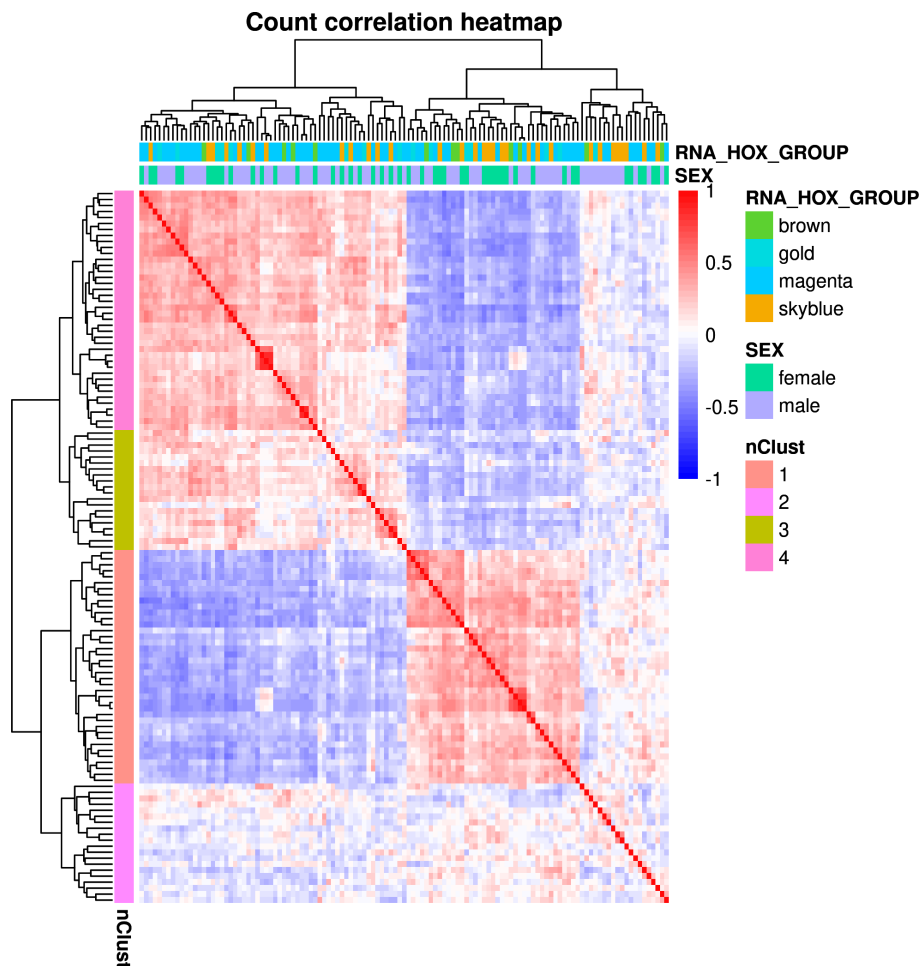 Count correlation heatmap
RNA_HOX_GROUP
SEX
1
0.5
0
-0.5
-1
RNA_HOX_GROUP
brown
gold
magenta
skyblue
SEX
female
male
nClust
1
2
3
4
nClust